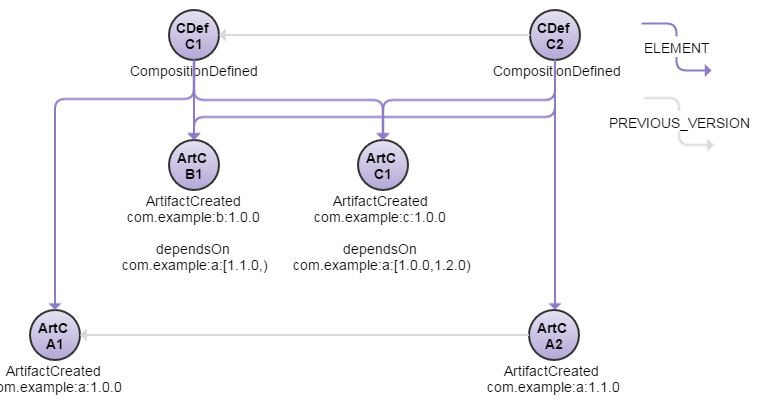 CDef
C1
CompositionDefined
CDef
C2
CompositionDefined
ELEMENT
PREVIOUS_VERSION
ArtC
B1
ArtifactCreated
com.example:b:1.0.0
dependsOn
com.example:a:[1.1.0,)
ArtC
C1
ArtifactCreated
com.example:c:1.0.0
dependsOn
com.example:a:[1.0.0,1.2.0)
ArtC
A1
ArtifactCreated
om.example:a:1.0.0
ArtC
A2
ArtifactCreated
com.example:a:1.1.0